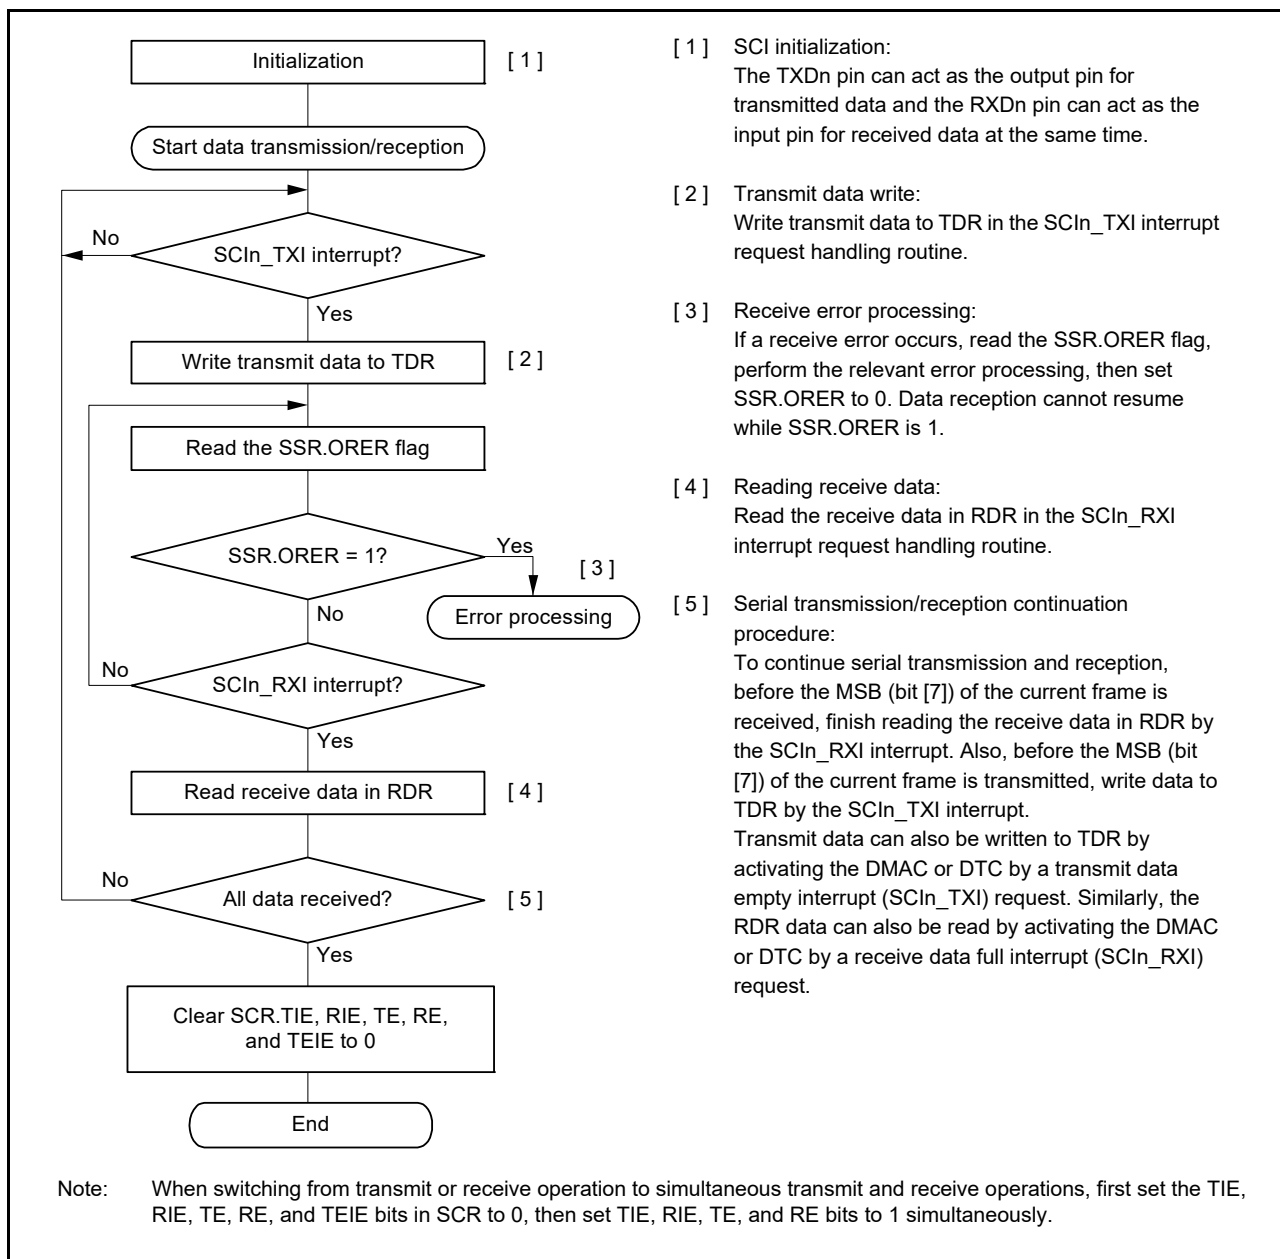 Initialization
[ 1 ]
Start data transmission/reception
No
SCIn_TXI interrupt?
Yes
Write transmit data to TDR
[ 2 ]
Read the SSR.ORER flag
SSR.ORER = 1?
Yes
[ 3 ]
Error processing
No
No
SCIn_RXI interrupt?
Yes
Read receive data in RDR
[ 4 ]
No
All data received?
[ 5 ]
Yes
Clear SCR.TIE, RIE, TE, RE,
and TEIE to 0
End
[ 1 ] SCI initialization:
The TXDn pin can act as the output pin for
transmitted data and the RXDn pin can act as the
input pin for received data at the same time.
[ 2 ] Transmit data write:
Write transmit data to TDR in the SCIn_TXI interrupt
request handling routine.
[ 3 ] Receive error processing:
If a receive error occurs, read the SSR.ORER flag,
perform the relevant error processing, then set
SSR.ORER to 0. Data reception cannot resume
while SSR.ORER is 1.
[ 4 ] Reading receive data:
Read the receive data in RDR in the SCIn_RXI
interrupt request handling routine.
[ 5 ] Serial transmission/reception continuation
procedure:
To continue serial transmission and reception,
before the MSB (bit [7]) of the current frame is
received, finish reading the receive data in RDR by
the SCIn_RXI interrupt. Also, before the MSB (bit
[7]) of the current frame is transmitted, write data to
TDR by the SCIn_TXI interrupt.
Transmit data can also be written to TDR by
activating the DMAC or DTC by a transmit data
empty interrupt (SCIn_TXI) request. Similarly, the
RDR data can also be read by activating the DMAC
or DTC by a receive data full interrupt (SCIn_RXI)
request.
Note: When switching from transmit or receive operation to simultaneous transmit and receive operations, first set the TIE,
RIE, TE, RE, and TEIE bits in SCR to 0, then set TIE, RIE, TE, and RE bits to 1 simultaneously.